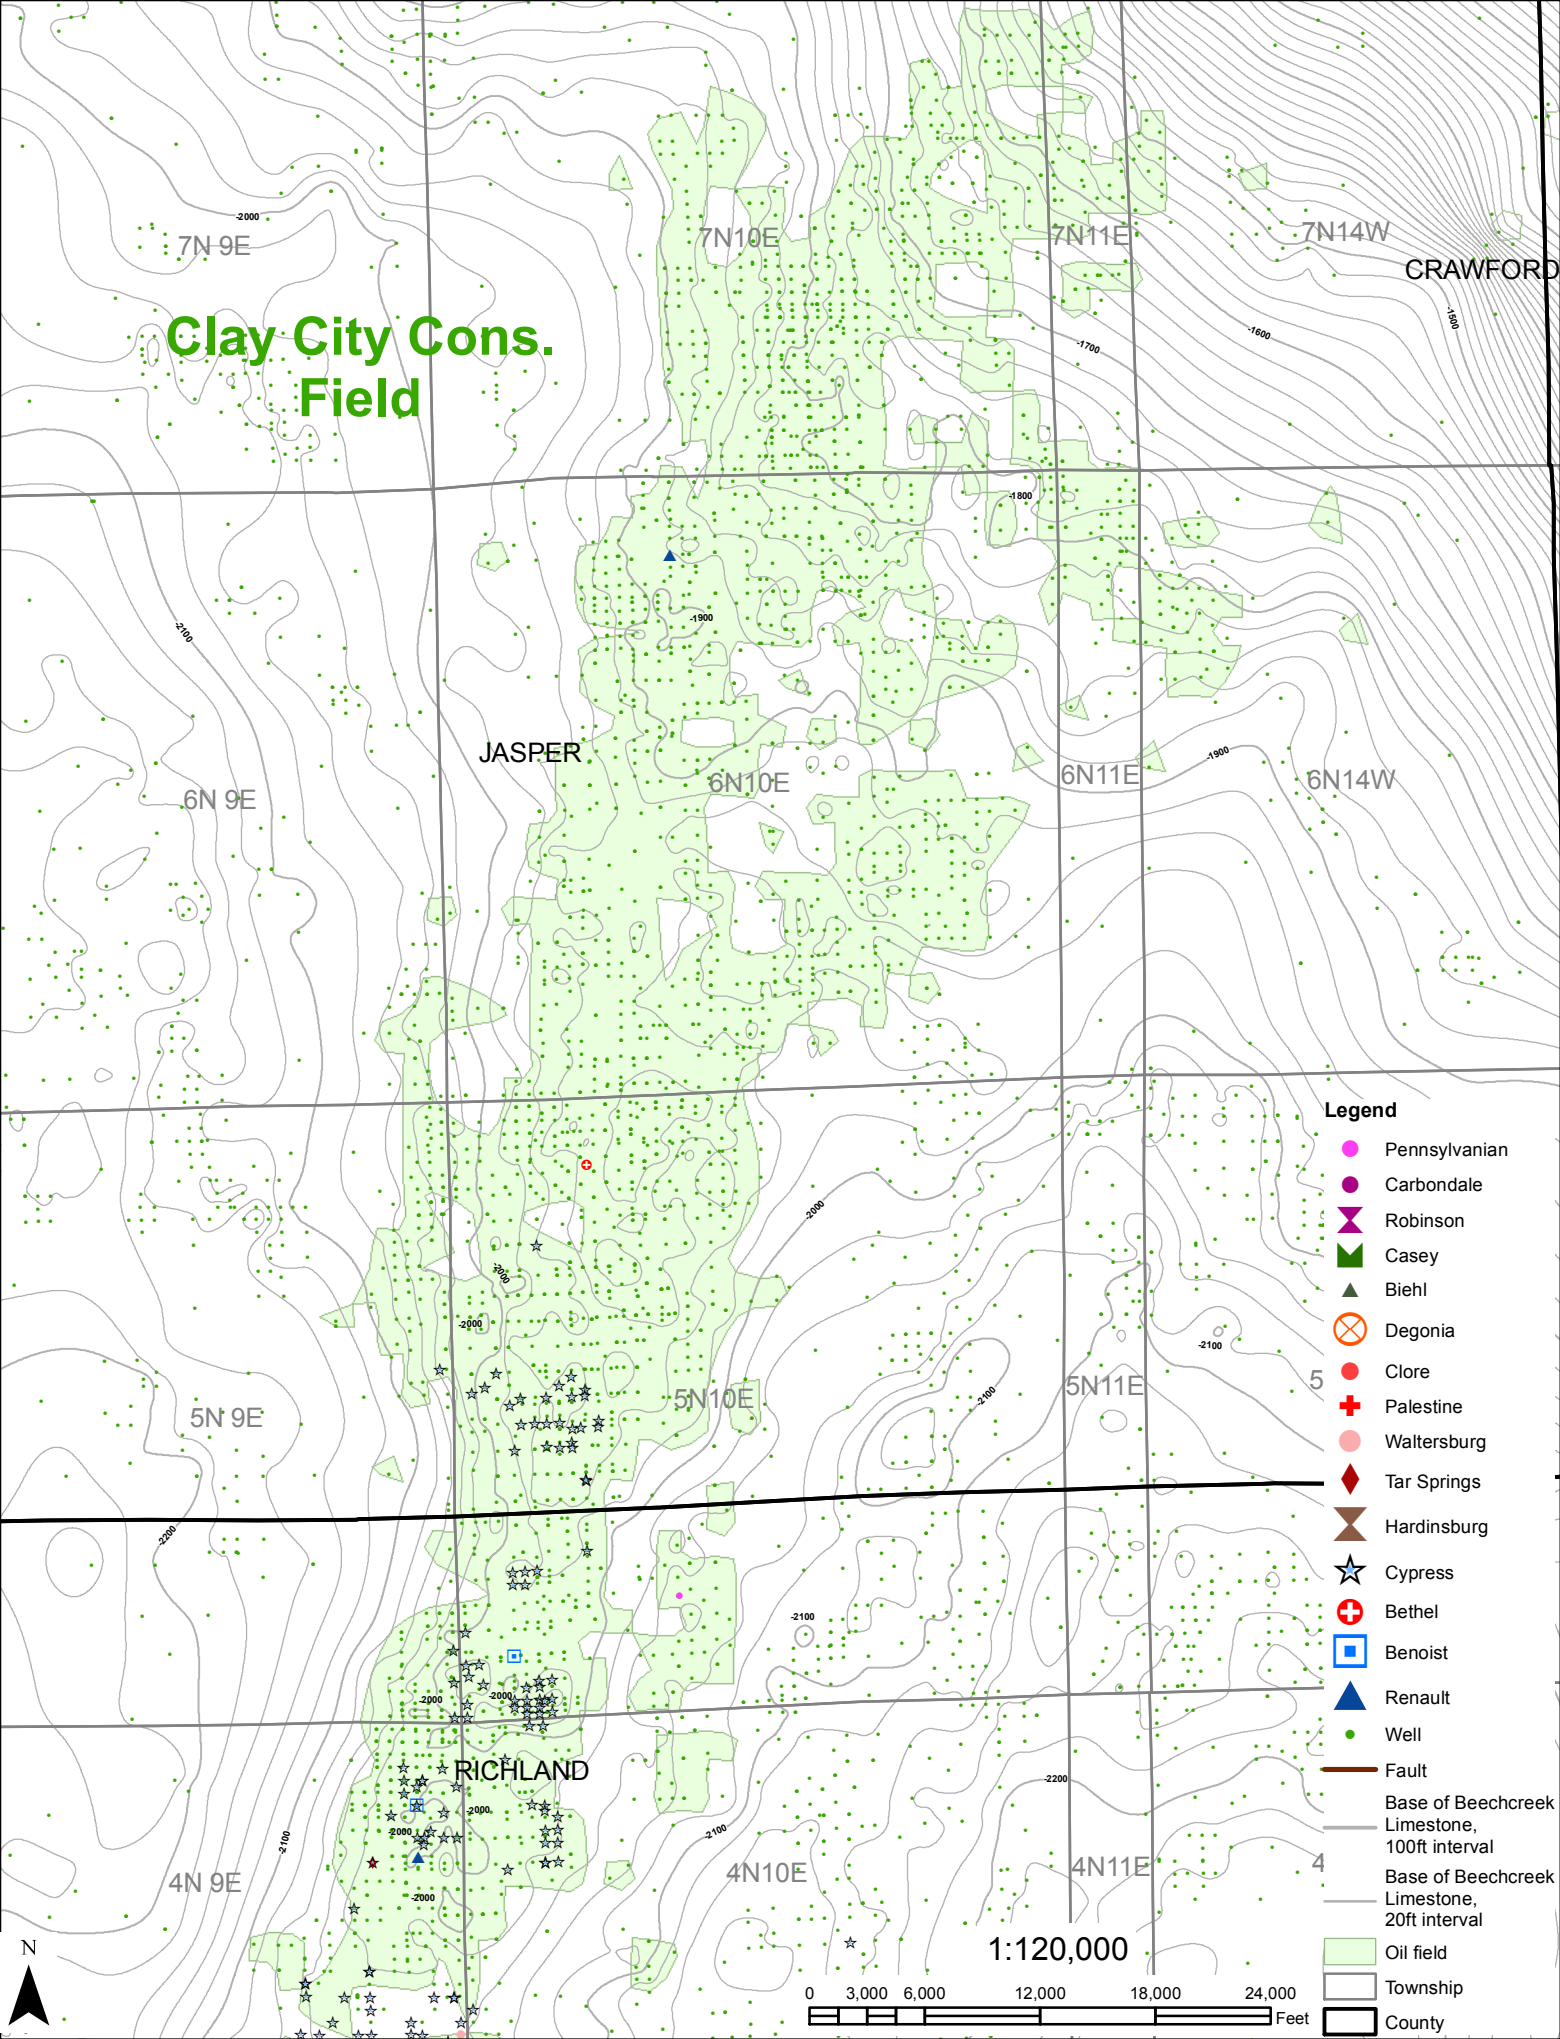 -2000
7N 9E
7N10E
7N11E
7N14W
CRAWFORD
-1500
-1600
-1700
Clay City Cons.
Field
-1800
-2100
-1900
JASPER
6N 9E
6N10E
6N11E
-1900
6N14W
-2000
-2000
-2000
-2100
5N 9E
5N10E
-2100
5N11E
5
-2200
-2100
-2000
-2000
RICHLAND
-2200
-2000
-2000
-2100
-2100
-2000
4N 9E
4N10E
4N11E
4
Legend
Pennsylvanian
Carbondale
Robinson
Casey
Biehl
Degonia
Clore
Palestine
Waltersburg
Tar Springs
Hardinsburg
Cypress
Bethel
Benoist
Renault
Well
Fault
Base of Beechcreek
Limestone,
100ft interval
Base of Beechcreek
Limestone,
20ft interval
Oil field
Township
County
N
1:120,000
0 3,000 6,000 12,000 18,000 24,000
Feet